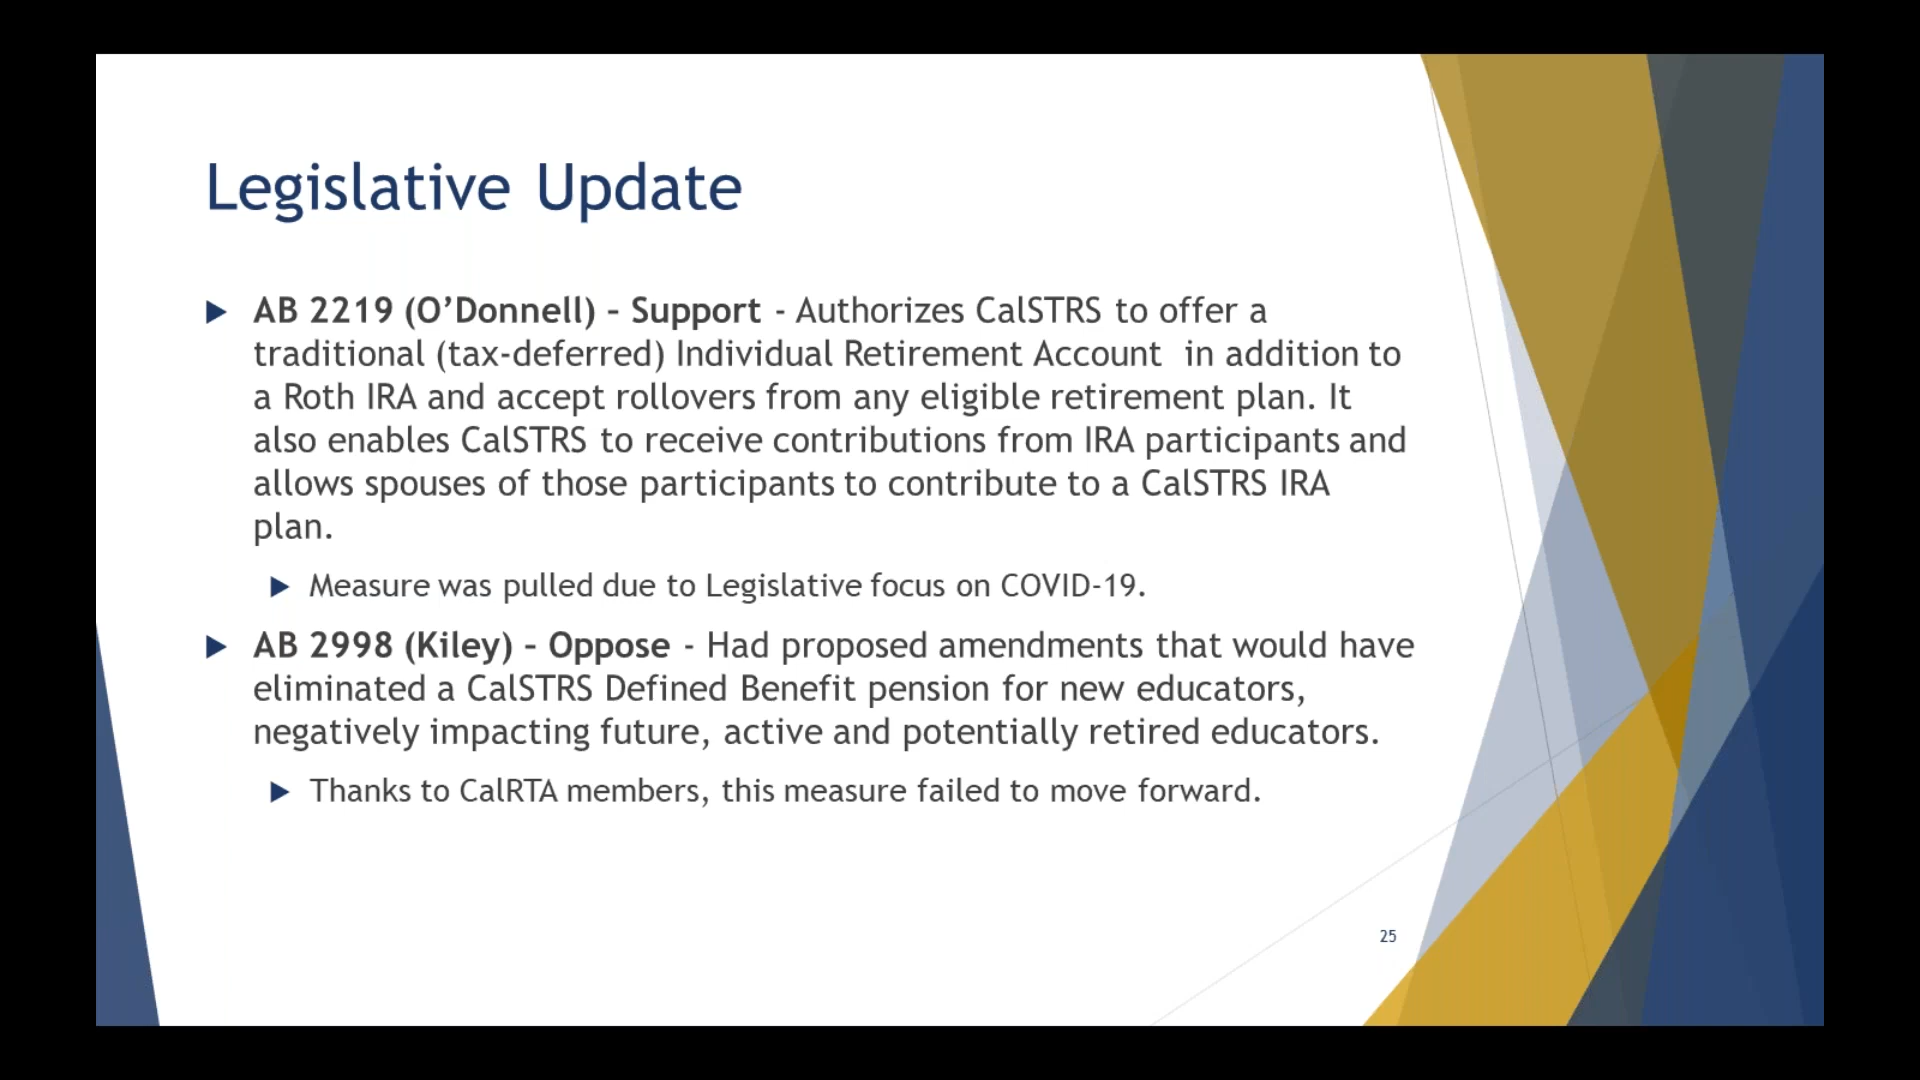 Legislative Update
AB 2219 (O’Donnell) – Support - Authorizes CalSTRS to offer a
traditional (tax-deferred) Individual Retirement Account in addition to
a Roth IRA and accept rollovers from any eligible retirement plan. It
also enables CalSTRS to receive contributions from IRA participants and
allows spouses of those participants to contribute to a CalSTRS IRA
plan.
Measure was pulled due to Legislative focus on COVID-19.
AB 2998 (Kiley) – Oppose - Had proposed amendments that would have
eliminated a CalSTRS Defined Benefit pension for new educators,
negatively impacting future, active and potentially retired educators.
Thanks to CalRTA members, this measure failed to move forward.
25